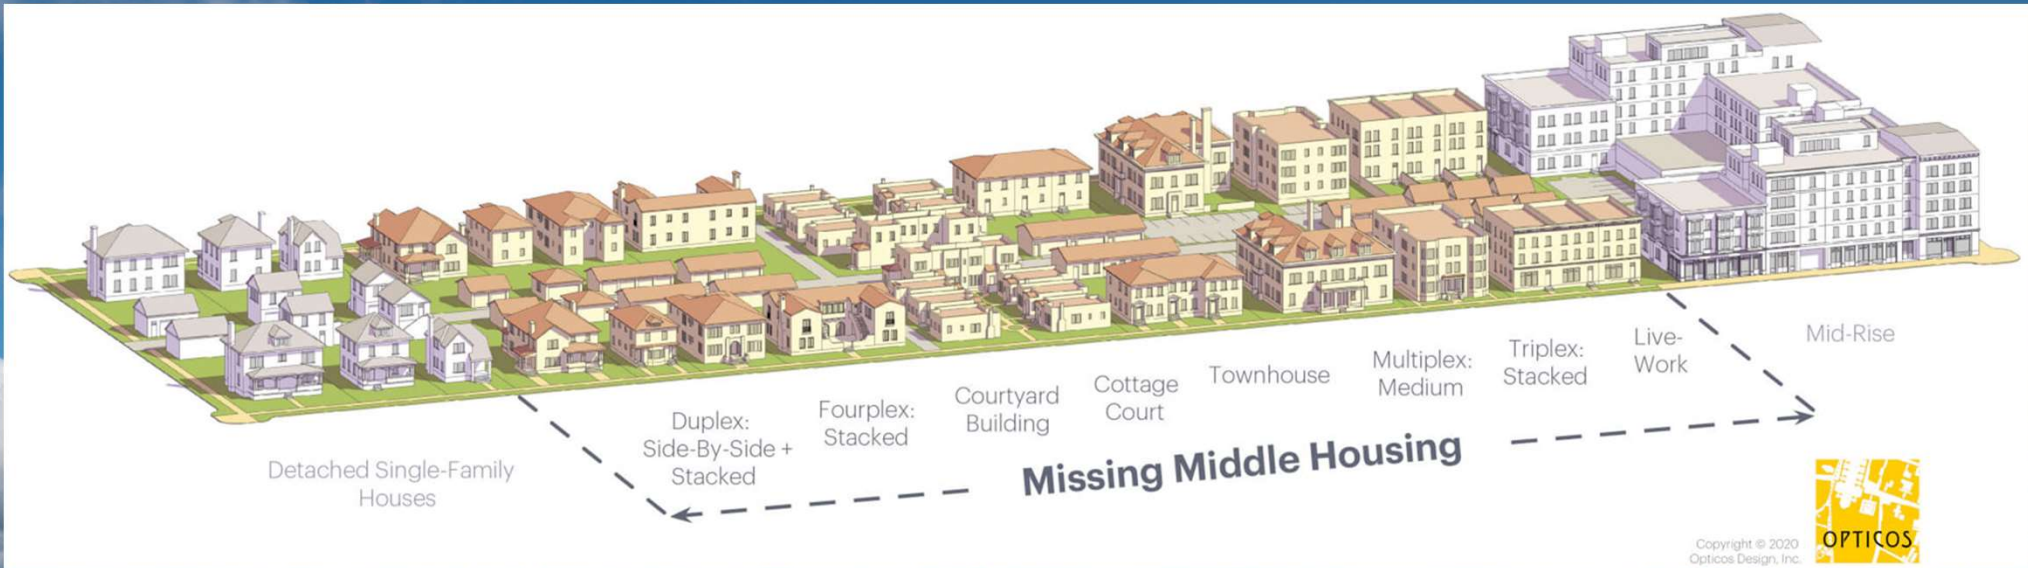 Detached Single-Family
Houses
Duplex:
Side-By-Side +
Stacked
Fourplex:
Stacked
Courtyard
Building
Cottage
Court
Townhouse
Multiplex:
Medium
Triplex:
Stacked
Live-
Work
Mid-Rise
Missing Middle Housing
OPTICOS
Copyright © 2020
Opticos Design, Inc.